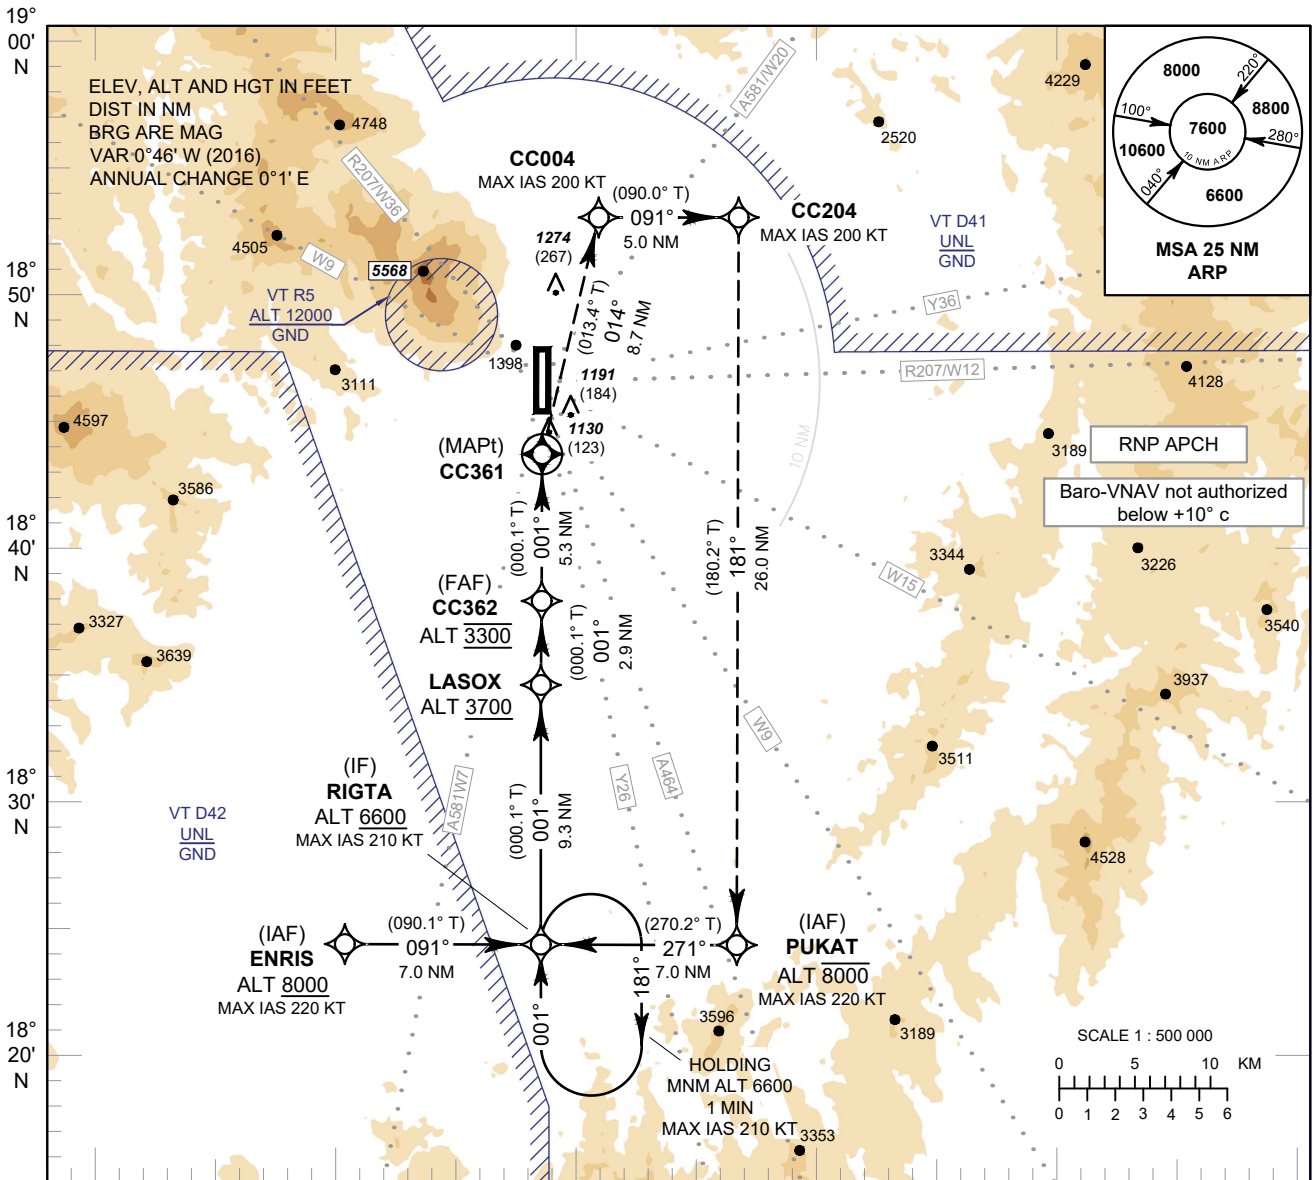 19°
00'
N
ELEV, ALT AND HGT IN FEET
DIST IN NM
BRG ARE MAG
VAR 0°46' W (2016)
ANNUAL CHANGE 0°1' E
4748
R207/W36
4505
W9
5568
VT R5
ALT 12000
GND
3111
1398
18°
50'
N
CC004
MAX IAS 200 KT
(090.0° T)
091°
5.0 NM
CC204
MAX IAS 200 KT
A581/W20
2520
4229
VT D41
UNL
GND
8000
220°
100°
8800
7600
10 NM ARP
280°
10600
040°
6600
MSA 25 NM
ARP
1274
(267)
(013.4° T)
014°
8.7 NM
Y36
R207/W12
4128
1191
(184)
1130
(123)
10 NM
4597
3586
(MAPt)
CC361
3189
RNP APCH
Baro-VNAV not authorized
below +10° c
18°
40'
N
(000.1° T)
001°
5.3 NM
(180.2° T)
181°
26.0 NM
3344
3226
W15
3540
3327
3639
(FAF)
CC362
ALT 3300
(000.1° T)
001°
2.9 NM
LASOX
ALT 3700
3937
W9
3511
18°
30'
N
(IF)
RIGTA
ALT 6600
MAX IAS 210 KT
A581W7
(000.1° T)
001°
9.3 NM
Y26
A464
VT D42
UNL
GND
4528
(IAF)
ENRIS
ALT 8000
MAX IAS 220 KT
(090.1° T)
091°
7.0 NM
(270.2° T)
271°
7.0 NM
(IAF)
PUKAT
ALT 8000
MAX IAS 220 KT
001°
181°
18°
20'
N
3596
3189
HOLDING
MNM ALT 6600
1 MIN
MAX IAS 210 KT
3353
SCALE 1 : 500 000
0 5 10 KM
0 1 2 3 4 5 6